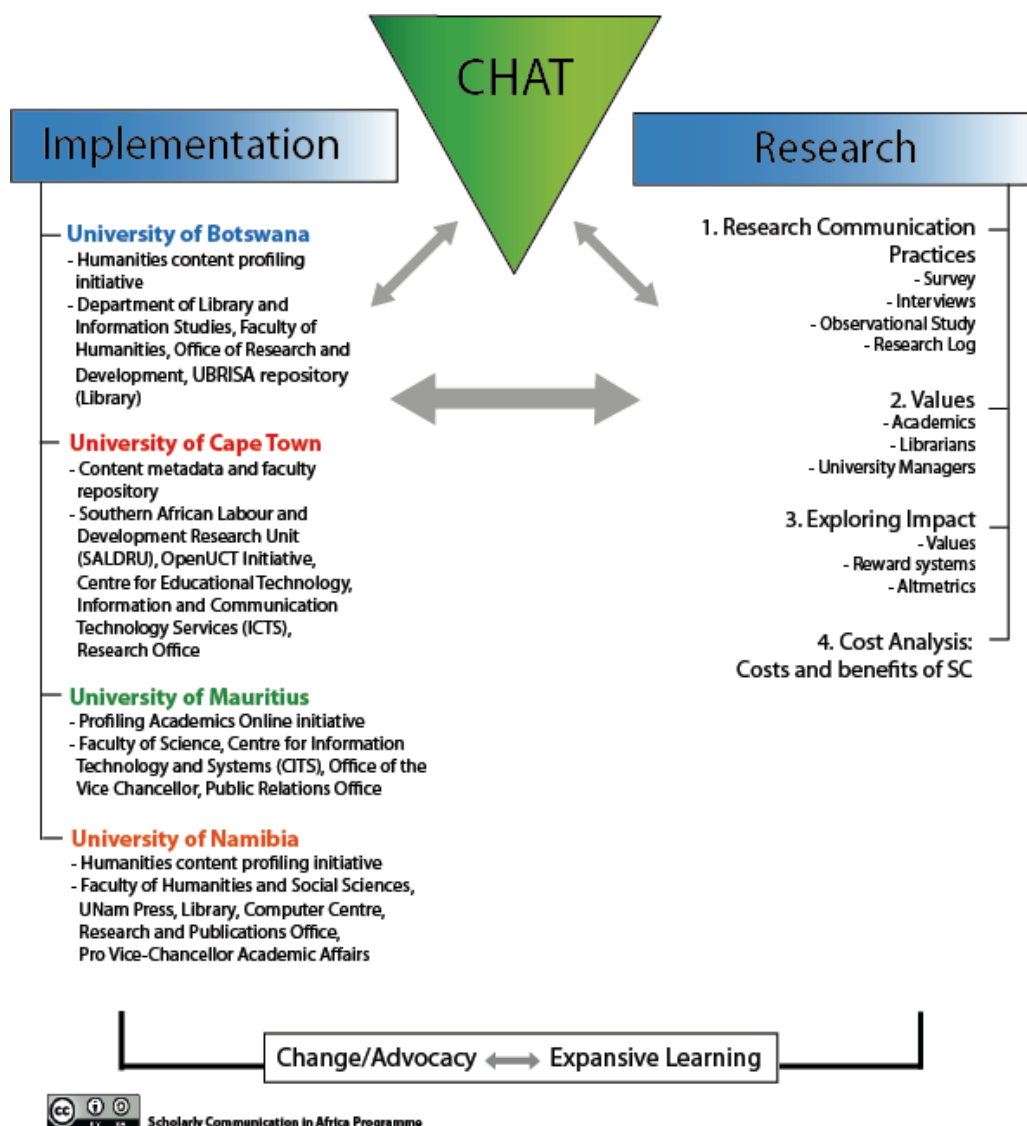 CHAT
Implementation
University of Botswana
- Humanities content profiling
initiative
- Department of Library and
Information Studies, Faculty of
Humanities, Office of Research and
Development, UBRISA repository
(Library)
University of Cape Town
- Content metadata and faculty
repository
- Southern African Labour and
Development Research Unit
(SALDRU), OpenUCT Initiative,
Centre for Educational Technology,
Information and Communication
Technology Services (ICTS),
Research Office
University of Mauritius
- Profiling Academics Online initiative
- Faculty of Science, Centre for Information
Technology and Systems (CITS), Office of the
Vice Chancellor, Public Relations Office
University of Namibia
- Humanities content profiling initiative
- Faculty of Humanities and Social Sciences,
UNam Press, Library, Computer Centre,
Research and Publications Office,
Pro Vice-Chancellor Academic Affairs
Research
1. Research Communication
Practices
- Survey
- Interviews
- Observational Study
- Research Log
2. Values
- Academics
- Librarians
- University Managers
3. Exploring Impact
- Values
- Reward systems
- Altmetrics
4. Cost Analysis:
Costs and benefits of SC
Change/Advocacy Expansive Learning
cc
Scholarly Communication in Africa Programme